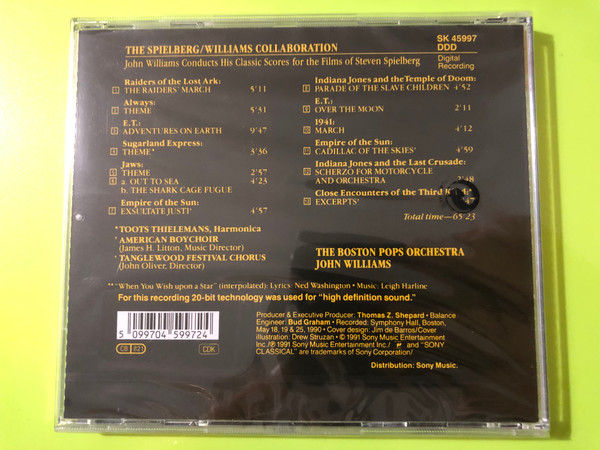 THE SPIELBERG/WILLIAMS COLLABORATION
SK 45997
DDD
John Williams Conducts His Classic Scores for the Films of Steven Spielberg
Digital
Recording
Raiders of the Lost Ark:
1 THE RAIDERS' MARCH 5'11
Always:
2 THEME 5'31
E.T.:
3 ADVENTURES ON EARTH 9'47
Sugarland Express:
4 THEME* 3'36
Jaws:
5 THEME 2'57
6 a. OUT TO SEA 4'23
b. THE SHARK CAGE FUGUE
Empire of the Sun:
7 EXSULTATE JUSTI 4'57
Indiana Jones and the Temple of Doom:
8 PARADE OF THE SLAVE CHILDREN 4'52
E.T.:
9 OVER THE MOON 2'11
1941:
10 MARCH 4'12
Empire of the Sun:
11 CADILLAC OF THE SKIES 4'59
Indiana Jones and the Last Crusade:
12 SCHERZO FOR MOTORCYCLE
AND ORCHESTRA
Close Encounters of the Third
13 EXCERPTS
Total time—65'23
*TOOTS THIELEMANS, Harmonica
AMERICAN BOYCHOIR
(James H. Litton, Music Director)
TANGLEWOOD FESTIVAL CHORUS
(John Oliver, Director)
THE BOSTON POPS ORCHESTRA
JOHN WILLIAMS
"When You Wish upon a Star" (interpolated): Lyrics: Ned Washington • Music: Leigh Harline
For this recording 20-bit technology was used for "high definition sound."
5 099704 599724
CDK
Producer & Executive Producer: Thomas Z. Shepard • Balance
Engineer: Bud Graham • Recorded: Symphony Hall, Boston,
May 18, 19 & 25, 1990 • Cover design: Jim de Barros/Cover
illustration: Drew Struzan • © 1991 Sony Music Entertainment
Inc./℗ 1991 Sony Music Entertainment Inc./ and "SONY
CLASSICAL" are trademarks of Sony Corporation/
Distribution: Sony Music.